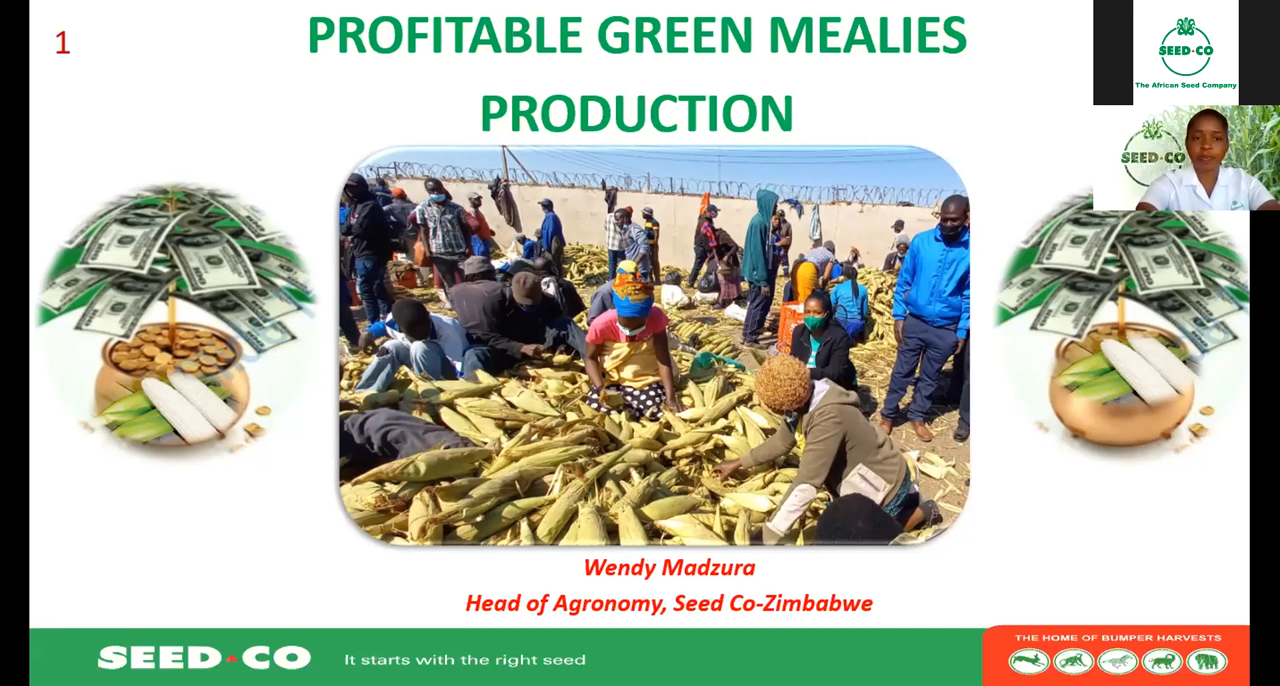 1
PROFITABLE GREEN MEALIES
PRODUCTION
SEED·CO
The African Seed Company
SEED·CO
Wendy Madzura
Head of Agronomy, Seed Co-Zimbabwe
SEED·CO
It starts with the right seed
THE HOME OF BUMPER HARVESTS